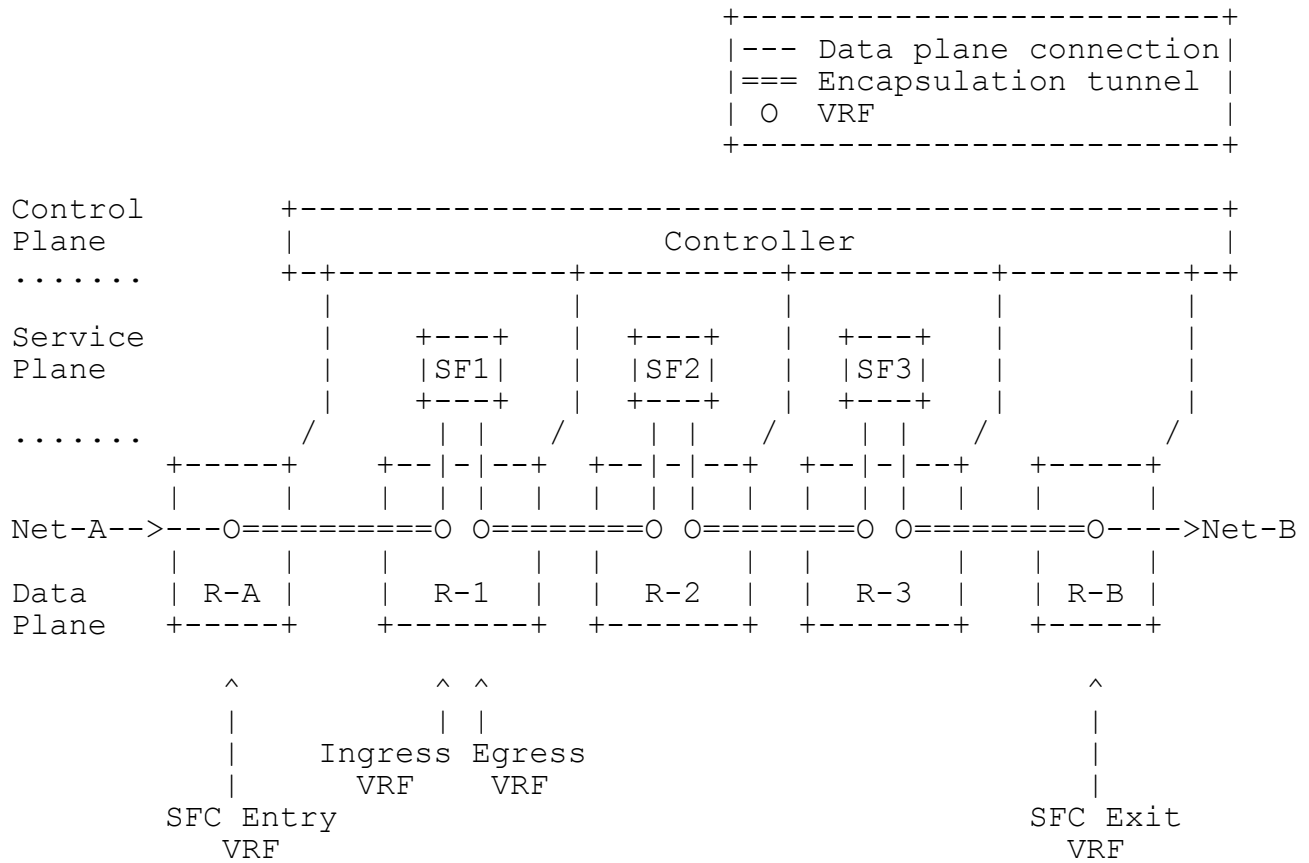 --- Data plane connection
=== Encapsulation tunnel
O VRF
Control
Plane Controller
.......
Service
Plane SF1 SF2 SF3
.......
Net-A-->---O==========O O=======O O=======O O=========O---->Net-B
Data R-A R-1 R-2 R-3 R-B
Plane
Ingress Egress
VRF VRF
SFC Entry SFC Exit
VRF VRF